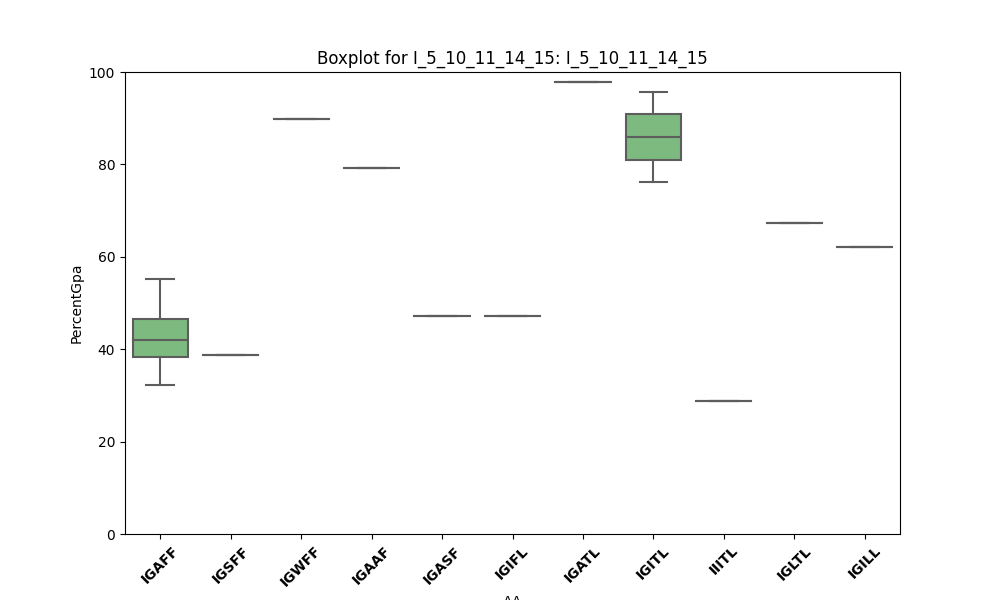 Boxplot for I_5_10_11_14_15: I_5_10_11_14_15
100
80
60
40
20
0
PercentGpa
IGAFF
IGSFF
IGWFF
IGAAF
IGASF
IGIFL
IGATL
IGITL
IIITL
IGLTL
IGILL
AA